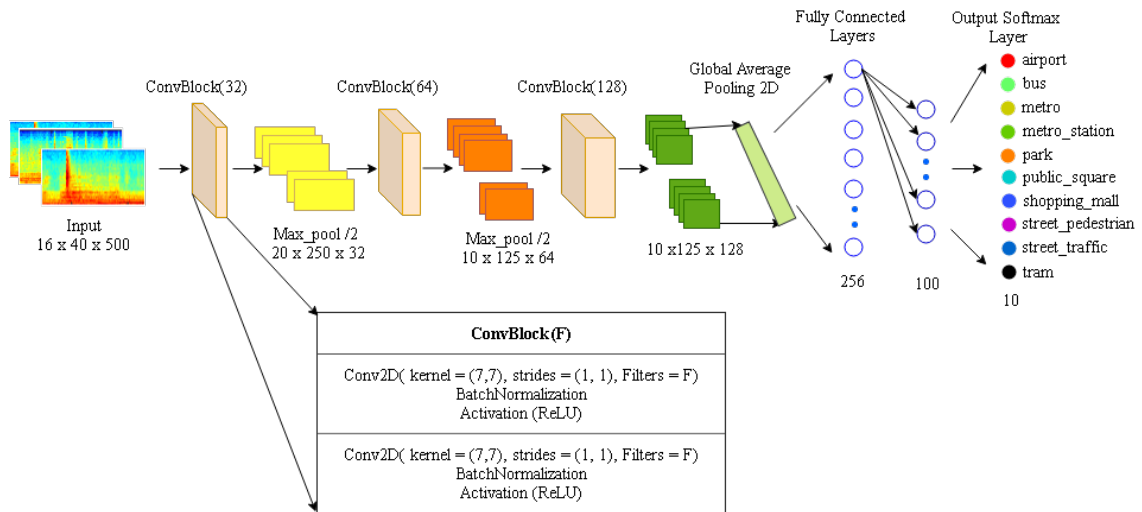 Fully Connected
Layers
Output Softmax
Layer
ConvBlock(32)
ConvBlock(64)
ConvBlock(128)
Global Average
Pooling 2D
airport
bus
metro
metro_station
park
public_square
shopping_mall
street_pedestrian
street_traffic
tram
Input
16 x 40 x 500
Max_pool /2
20 x 250 x 32
Max_pool /2
10 x 125 x 64
10 x125 x 128
256
100
10
ConvBlock(F)
Conv2D( kernel = (7,7), strides = (1, 1), Filters = F)
BatchNormalization
Activation (ReLU)
Conv2D( kernel = (7,7), strides = (1, 1), Filters = F)
BatchNormalization
Activation (ReLU)